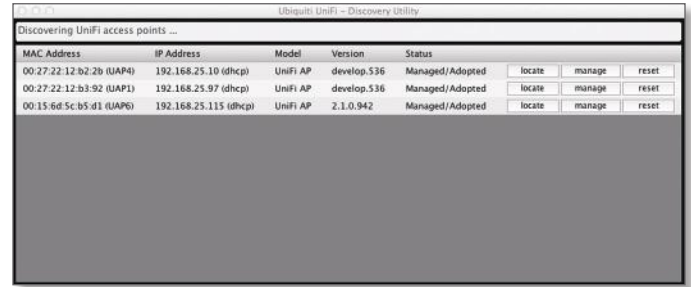 Ubiquiti UniFi – Discovery Utility
Discovering UniFi access points ...
MAC Address IP Address Model Version Status
00:27:22:12:b2:2b (UAP4) 192.168.25.10 (dhcp) UniFi AP develop.536 Managed/Adopted locate manage reset
00:27:22:12:b3:92 (UAP1) 192.168.25.97 (dhcp) UniFi AP develop.536 Managed/Adopted locate manage reset
00:15:6d:5c:b5:d1 (UAP6) 192.168.25.115 (dhcp) UniFi AP 2.1.0.942 Managed/Adopted locate manage reset